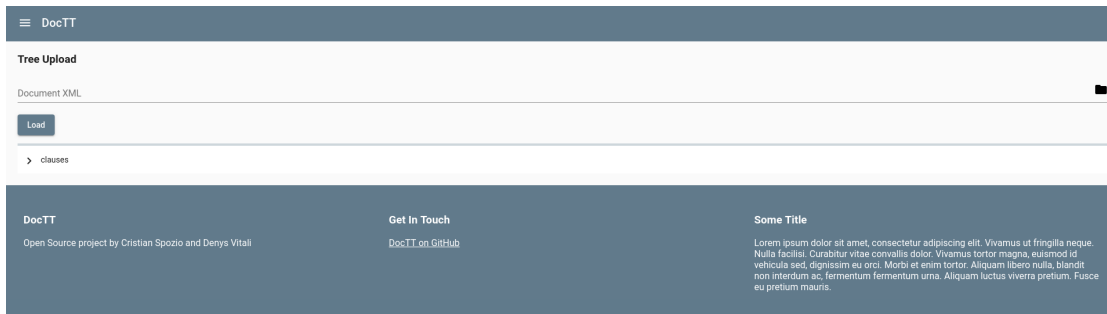 DocTT
Tree Upload
Document XML
Load
clauses
DocTT
Open Source project by Cristian Spozio and Denys Vitali
Get In Touch
DocTT on GitHub
Some Title
Lorem ipsum dolor sit amet, consectetur adipiscing elit. Vivamus ut fringilla neque.
Nulla facilisi. Curabitur vitae convallis dolor. Vivamus tortor magna, euismod id
vehicula sed, dignissim eu orci. Morbi et enim tortor. Aliquam libero nulla, blandit
non interdum ac, fermentum fermentum urna. Aliquam luctus viverra pretium. Fusce
eu pretium mauris.